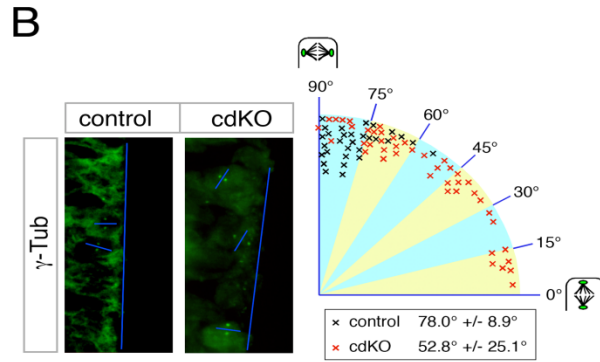 B
control cdKO
γ-Tub
90°
75°
60°
45°
30°
15°
0°
× control 78.0° +/- 8.9°
× cdKO 52.8° +/- 25.1°